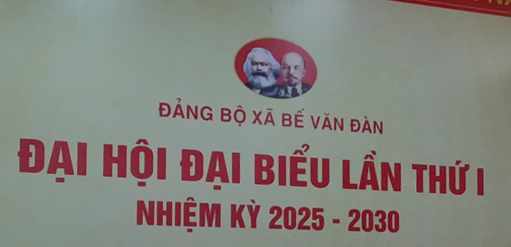 ĐẢNG BỘ XÃ BẾ VĂN ĐÀN
ĐẠI HỘI ĐẠI BIỂU LẦN THỨ I
NHIỆM KỲ 2025 - 2030